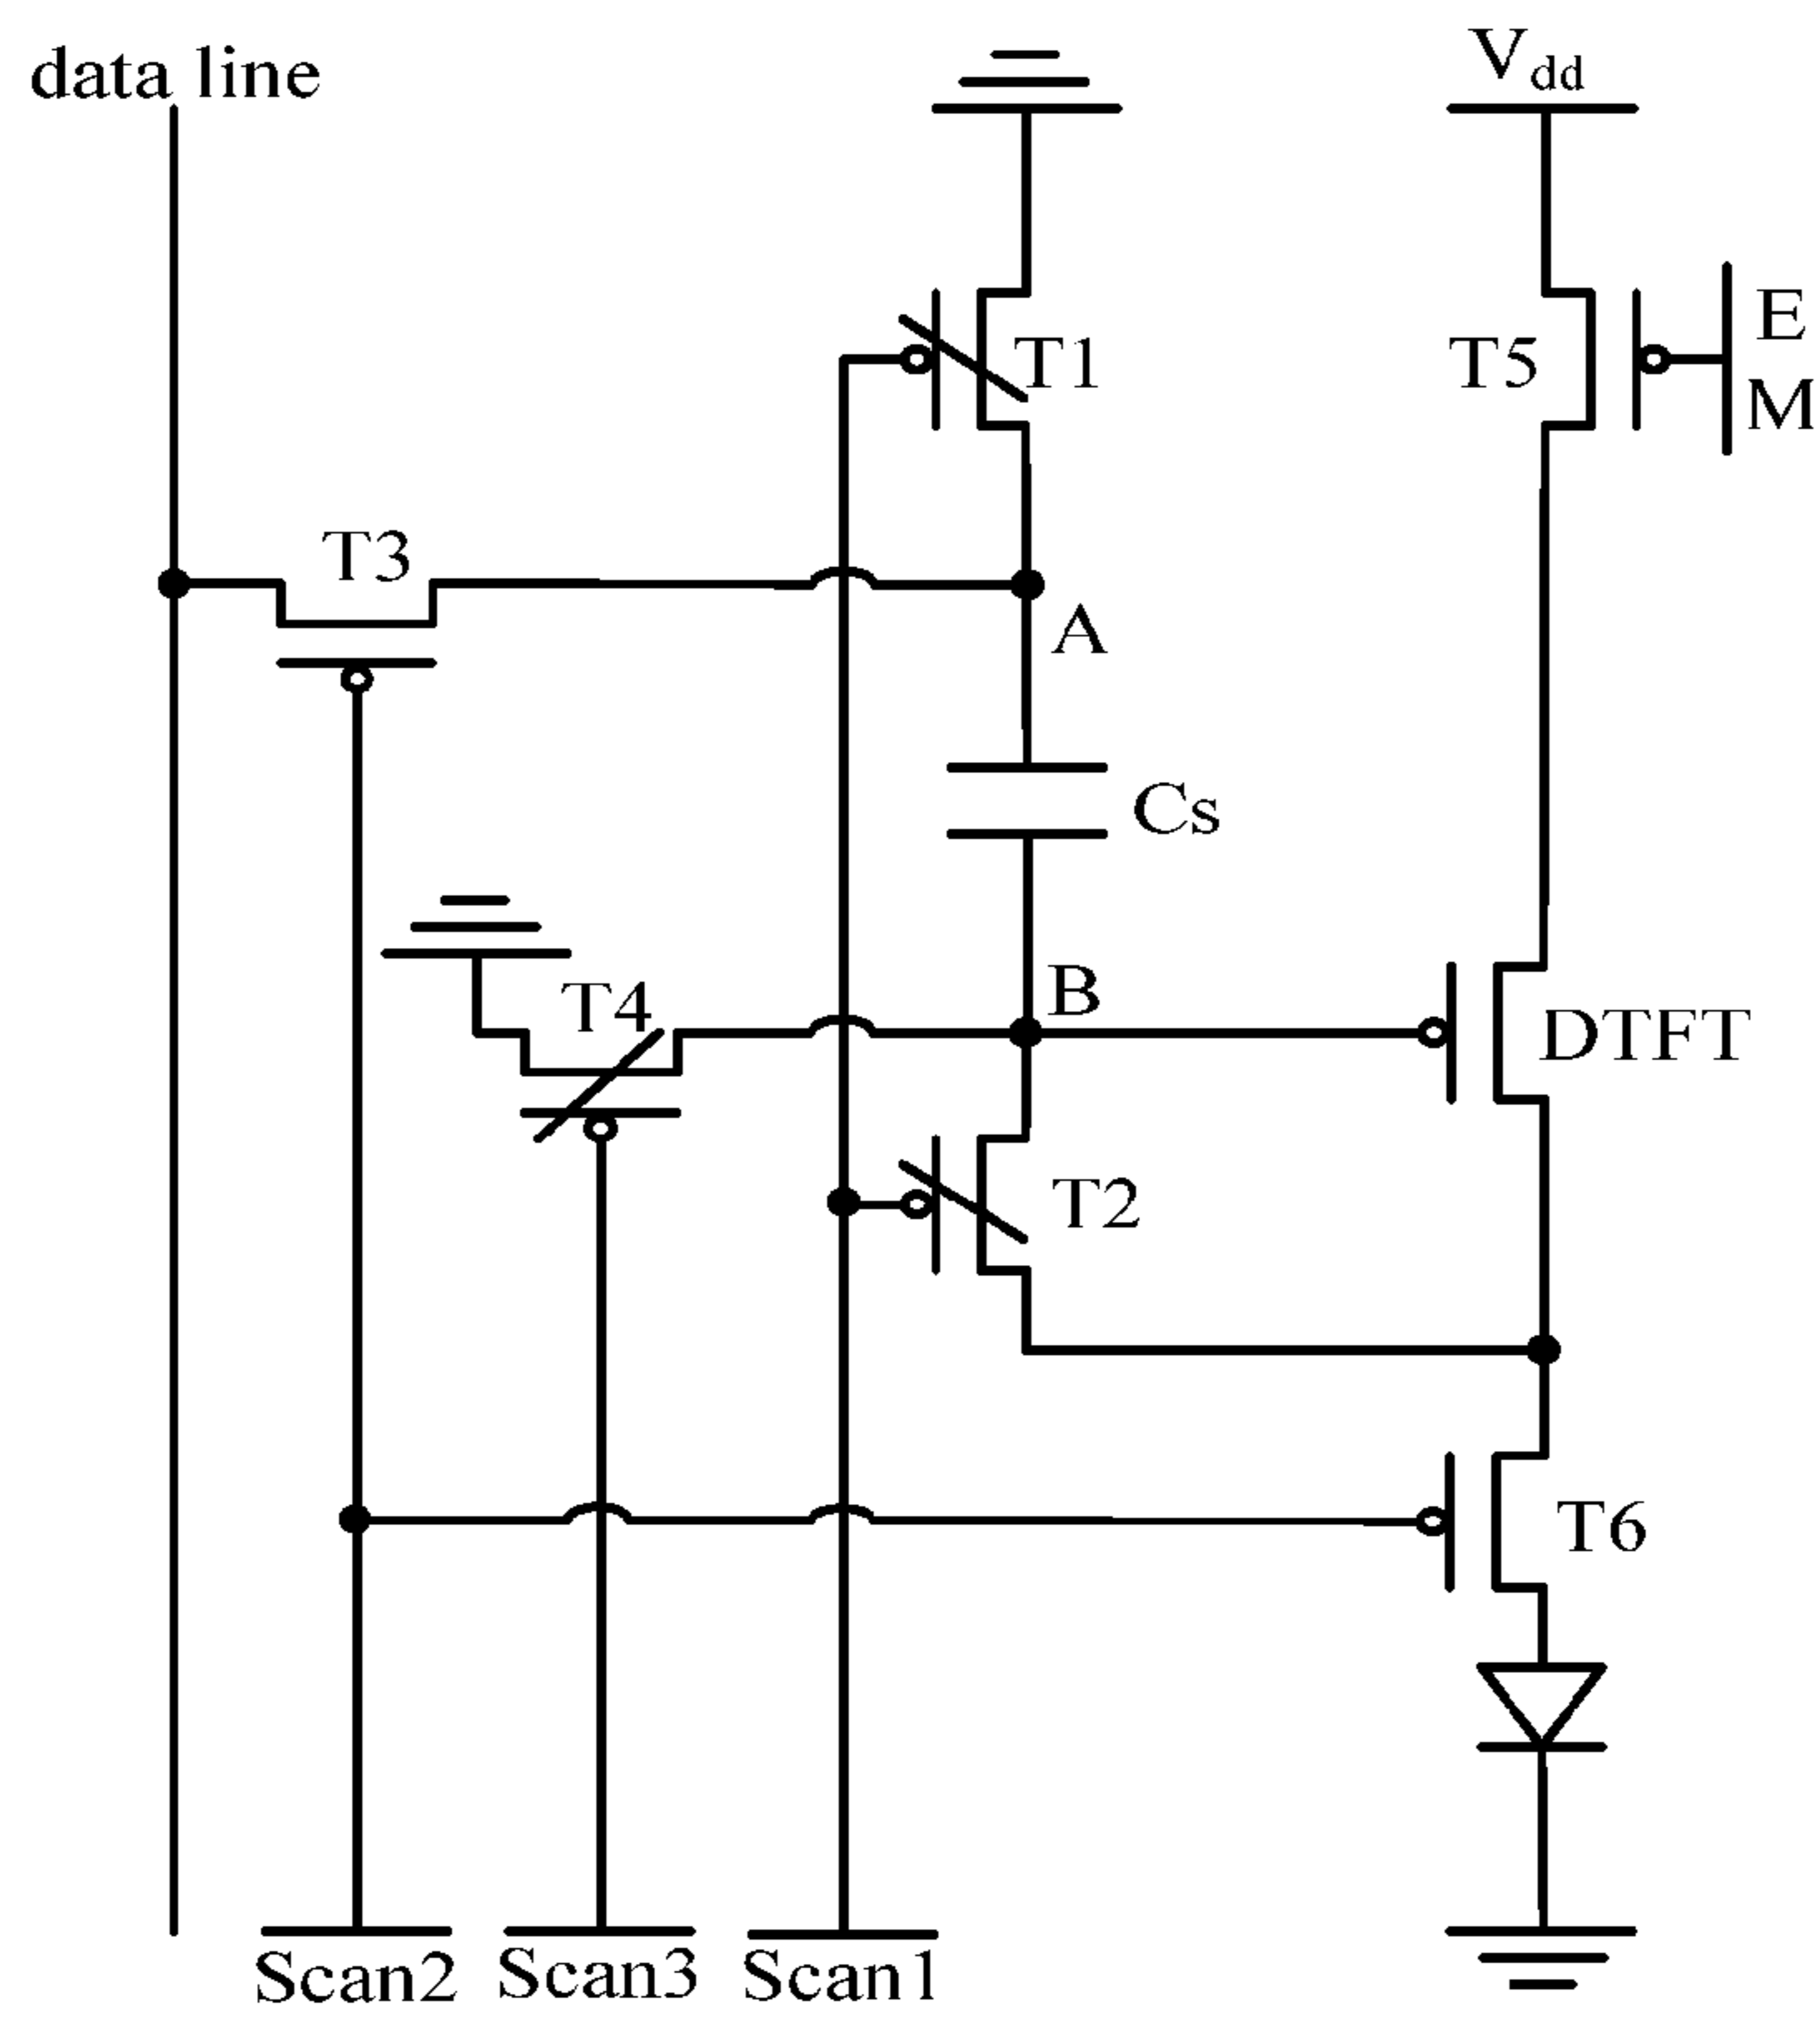 data line
Vdd
T1
T5
E
M
T3
A
Cs
B
T4
DTFT
T2
T6
Scan2
Scan3
Scan1